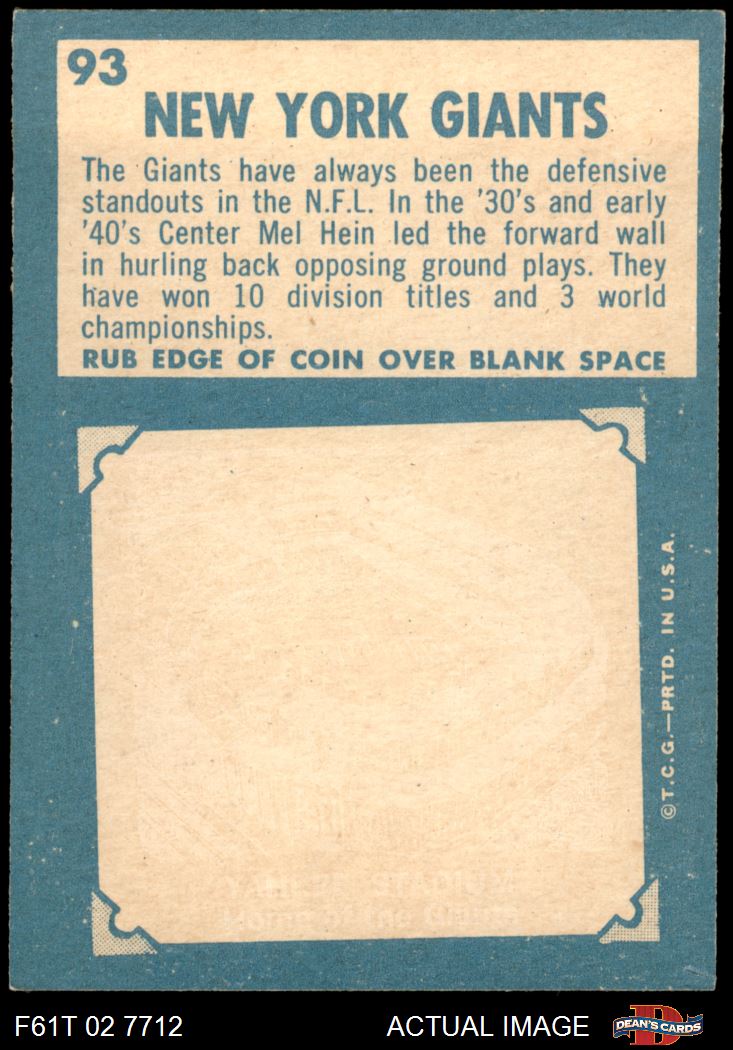 93
NEW YORK GIANTS
The Giants have always been the defensive
standouts in the N.F.L. In the '30's and early
'40's Center Mel Hein led the forward wall
in hurling back opposing ground plays. They
have won 10 division titles and 3 world
championships.
RUB EDGE OF COIN OVER BLANK SPACE
©T.C.G.—PRTD. IN U.S.A.
F61T 02 7712
ACTUAL IMAGE
D
DEAN'S CARDS